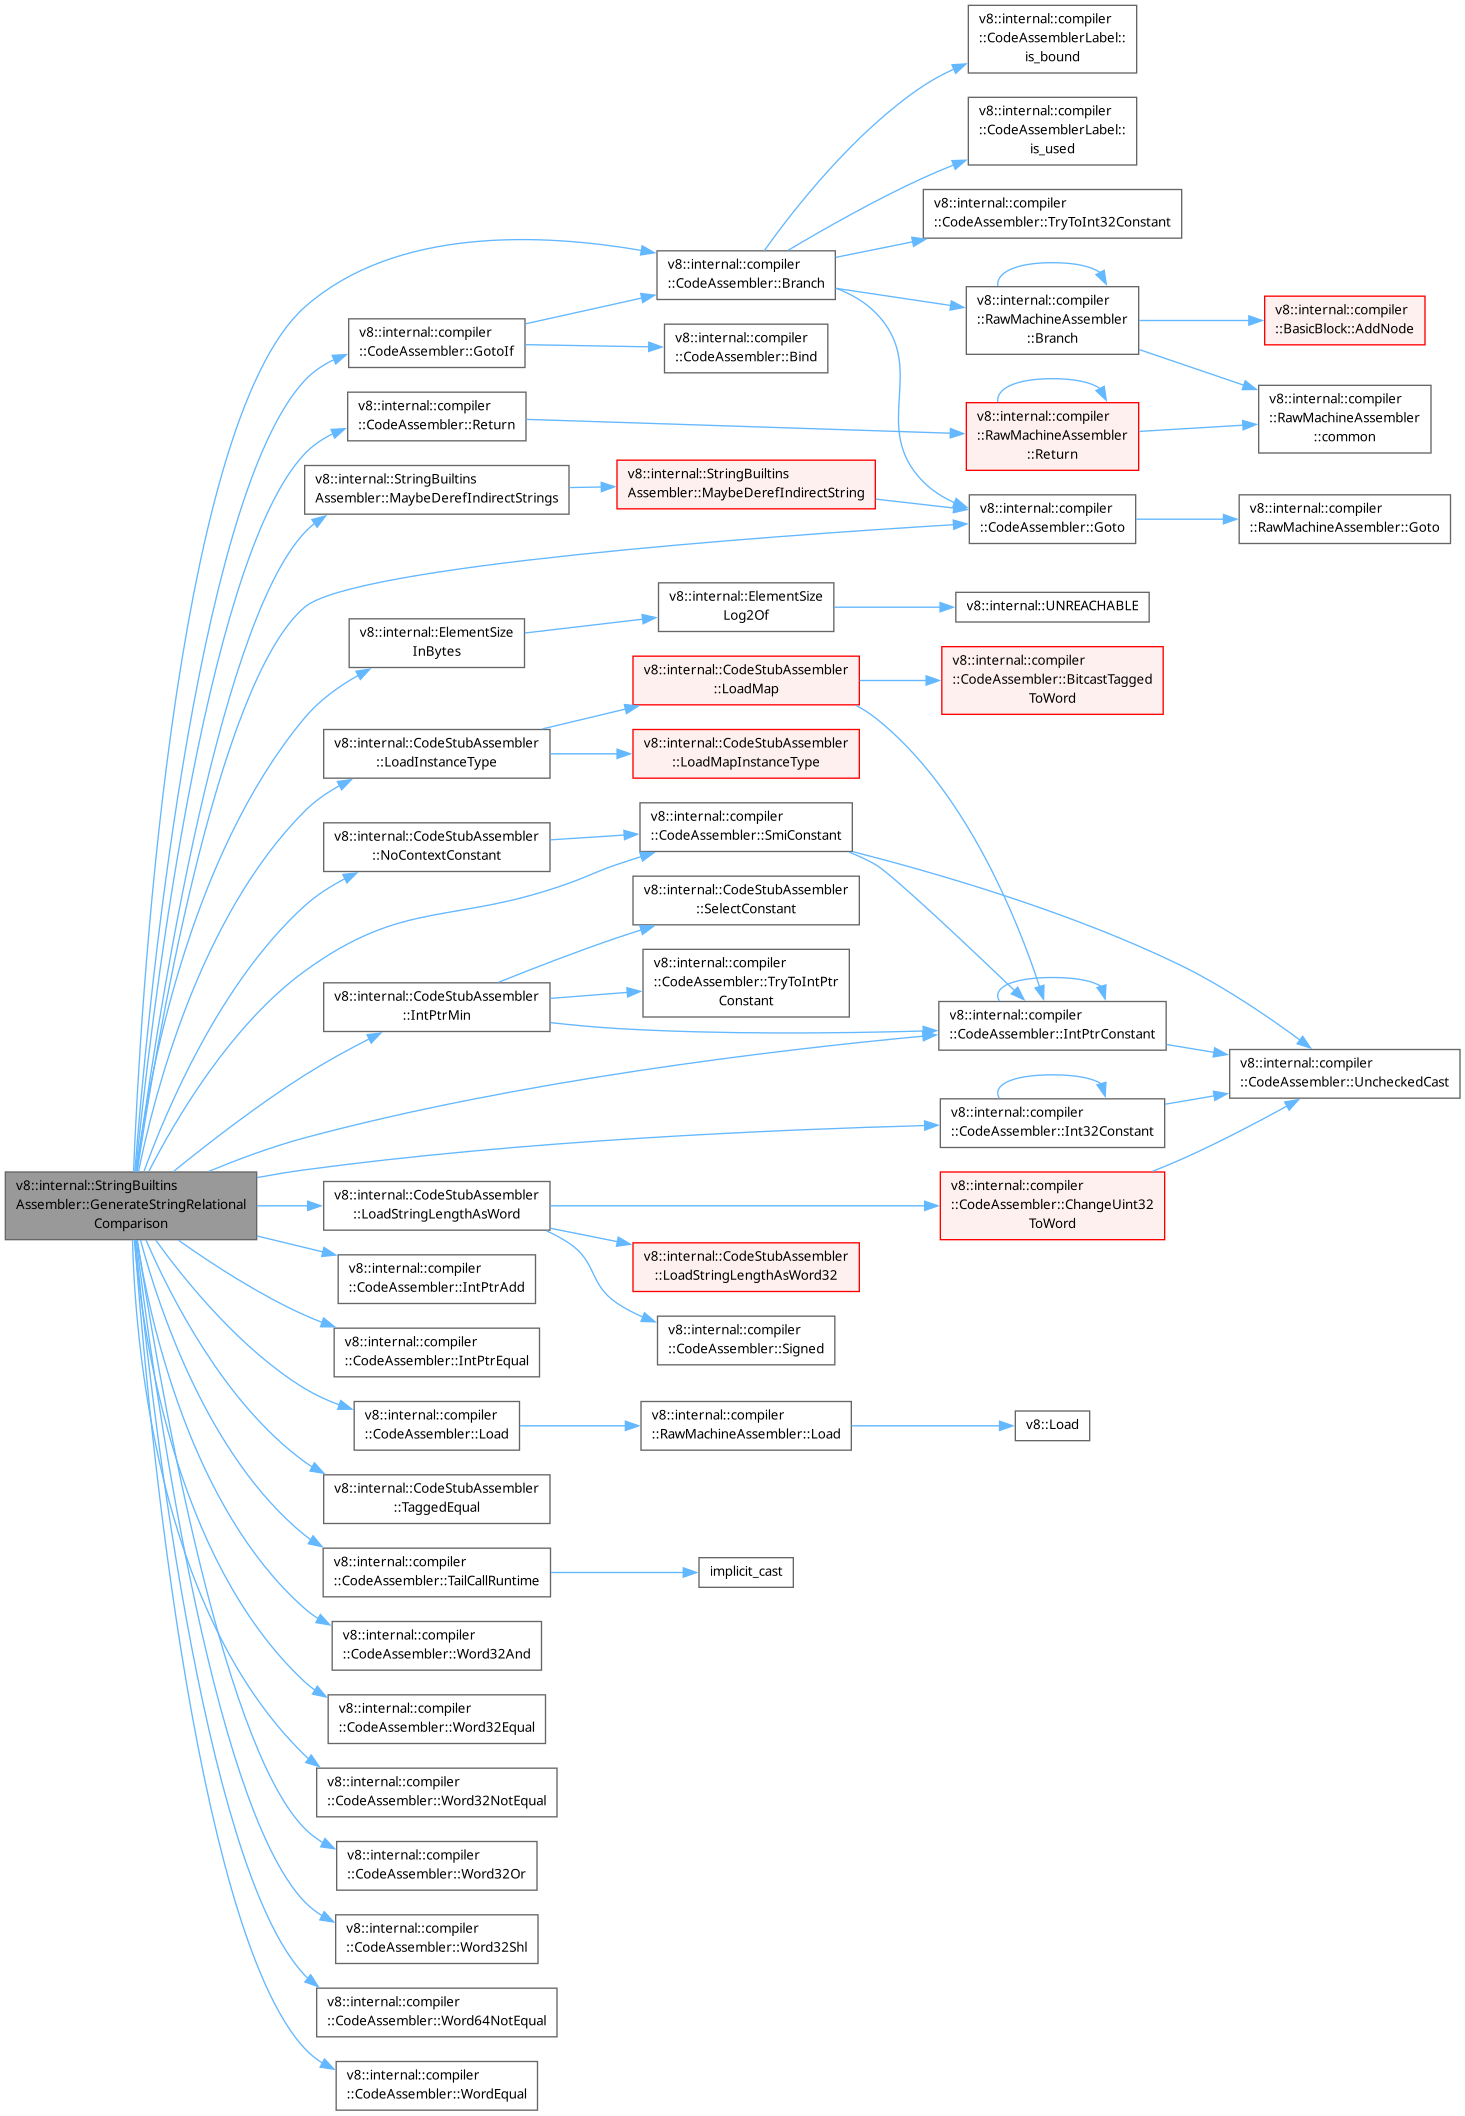 v8::internal::compiler
::CodeAssemblerLabel::
is_bound
v8::internal::compiler
::CodeAssemblerLabel::
is_used
v8::internal::compiler
::CodeAssembler::TryToInt32Constant
v8::internal::compiler
::CodeAssembler::Branch
v8::internal::compiler
::RawMachineAssembler
::Branch
v8::internal::compiler
::BasicBlock::AddNode
v8::internal::compiler
::CodeAssembler::GotoIf
v8::internal::compiler
::CodeAssembler::Bind
v8::internal::compiler
::RawMachineAssembler
::common
v8::internal::compiler
::CodeAssembler::Return
v8::internal::compiler
::RawMachineAssembler
::Return
v8::internal::StringBuiltins
Assembler::MaybeDerefIndirectStrings
v8::internal::StringBuiltins
Assembler::MaybeDerefIndirectString
v8::internal::compiler
::CodeAssembler::Goto
v8::internal::compiler
::RawMachineAssembler::Goto
v8::internal::ElementSize
Log2Of
v8::internal::UNREACHABLE
v8::internal::ElementSize
InBytes
v8::internal::CodeStubAssembler
::LoadMap
v8::internal::compiler
::CodeAssembler::BitcastTagged
ToWord
v8::internal::CodeStubAssembler
::LoadInstanceType
v8::internal::CodeStubAssembler
::LoadMapInstanceType
v8::internal::CodeStubAssembler
::NoContextConstant
v8::internal::compiler
::CodeAssembler::SmiConstant
v8::internal::CodeStubAssembler
::SelectConstant
v8::internal::compiler
::CodeAssembler::TryToIntPtr
Constant
v8::internal::CodeStubAssembler
::IntPtrMin
v8::internal::compiler
::CodeAssembler::IntPtrConstant
v8::internal::compiler
::CodeAssembler::UncheckedCast
v8::internal::compiler
::CodeAssembler::Int32Constant
v8::internal::StringBuiltins
Assembler::GenerateStringRelational
Comparison
v8::internal::CodeStubAssembler
::LoadStringLengthAsWord
v8::internal::compiler
::CodeAssembler::ChangeUint32
ToWord
v8::internal::CodeStubAssembler
::LoadStringLengthAsWord32
v8::internal::compiler
::CodeAssembler::IntPtrAdd
v8::internal::compiler
::CodeAssembler::Signed
v8::internal::compiler
::CodeAssembler::IntPtrEqual
v8::internal::compiler
::CodeAssembler::Load
v8::internal::compiler
::RawMachineAssembler::Load
v8::Load
v8::internal::CodeStubAssembler
::TaggedEqual
v8::internal::compiler
::CodeAssembler::TailCallRuntime
implicit_cast
v8::internal::compiler
::CodeAssembler::Word32And
v8::internal::compiler
::CodeAssembler::Word32Equal
v8::internal::compiler
::CodeAssembler::Word32NotEqual
v8::internal::compiler
::CodeAssembler::Word32Or
v8::internal::compiler
::CodeAssembler::Word32Shl
v8::internal::compiler
::CodeAssembler::Word64NotEqual
v8::internal::compiler
::CodeAssembler::WordEqual